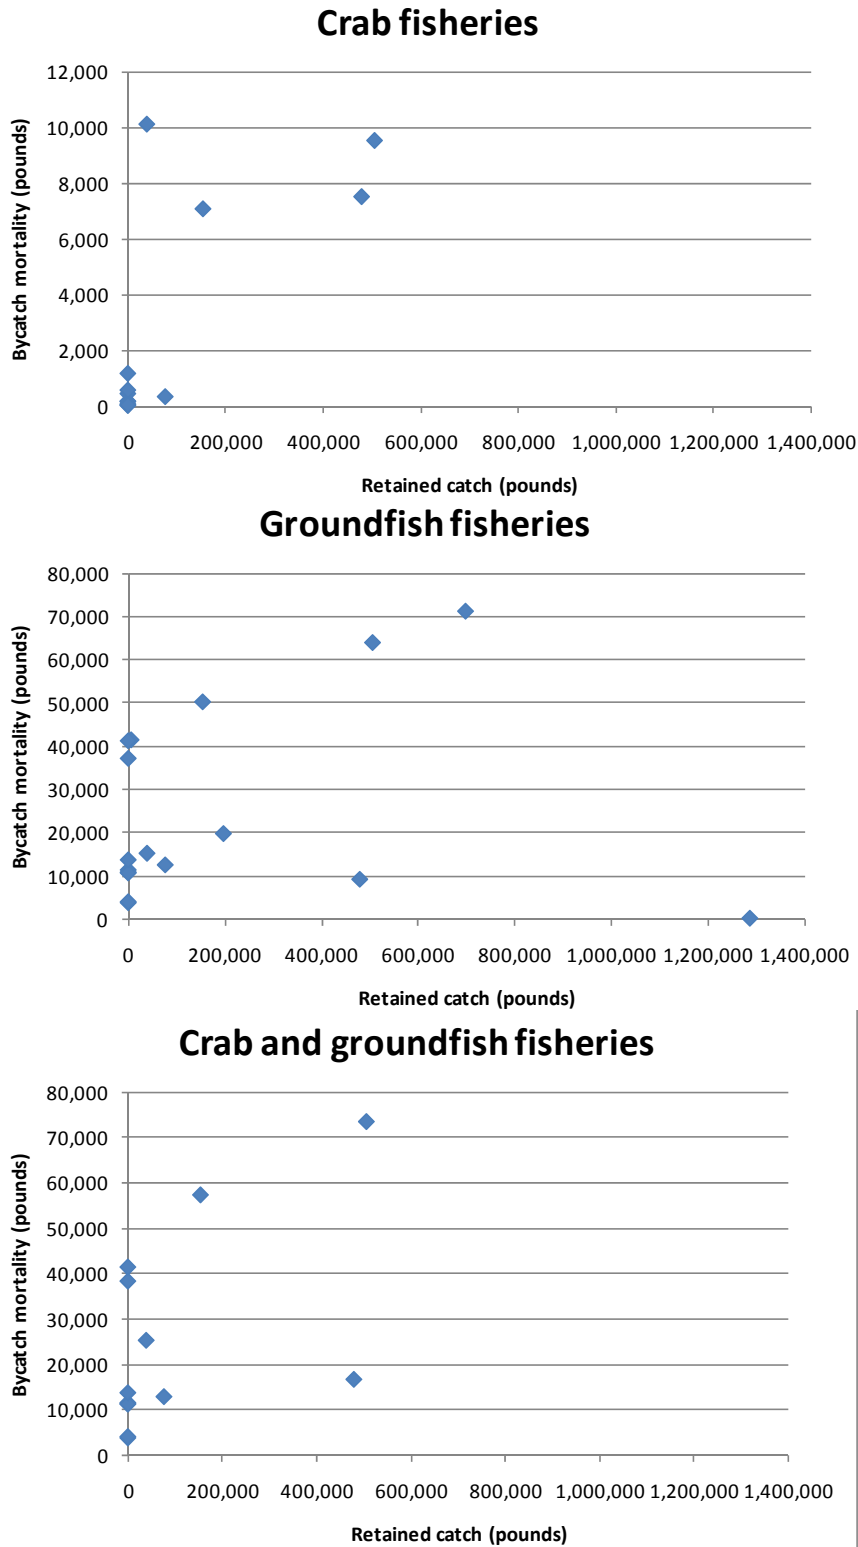 Crab fisheries
12,000
10,000
8,000
6,000
4,000
2,000
0
Bycatch mortality (pounds)
0 200,000 400,000 600,000 800,000 1,000,000 1,200,000 1,400,000
Retained catch (pounds)
Groundfish fisheries
80,000
70,000
60,000
50,000
40,000
30,000
20,000
10,000
0
Bycatch mortality (pounds)
0 200,000 400,000 600,000 800,000 1,000,000 1,200,000 1,400,000
Retained catch (pounds)
Crab and groundfish fisheries
80,000
70,000
60,000
50,000
40,000
30,000
20,000
10,000
0
Bycatch mortality (pounds)
0 200,000 400,000 600,000 800,000 1,000,000 1,200,000 1,400,000
Retained catch (pounds)